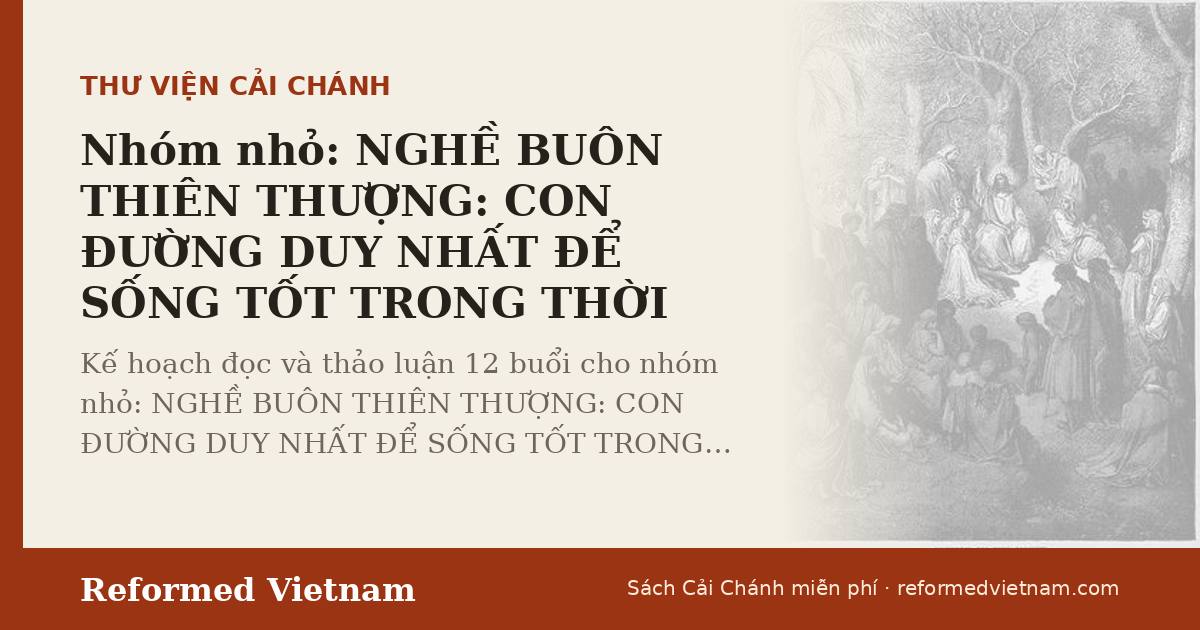 THƯ VIỆN CẢI CHÁNH
Nhóm nhỏ: NGHỀ BUÔN
THIÊN THƯỢNG: CON
ĐƯỜNG DUY NHẤT ĐỂ
SỐNG TỐT TRONG THỜI
Kế hoạch đọc và thảo luận 12 buổi cho nhóm
nhỏ: NGHỀ BUÔN THIÊN THƯỢNG: CON
ĐƯỜNG DUY NHẤT ĐỂ SỐNG TỐT TRONG...
Reformed Vietnam
Sách Cải Chánh miễn phí · reformedvietnam.com